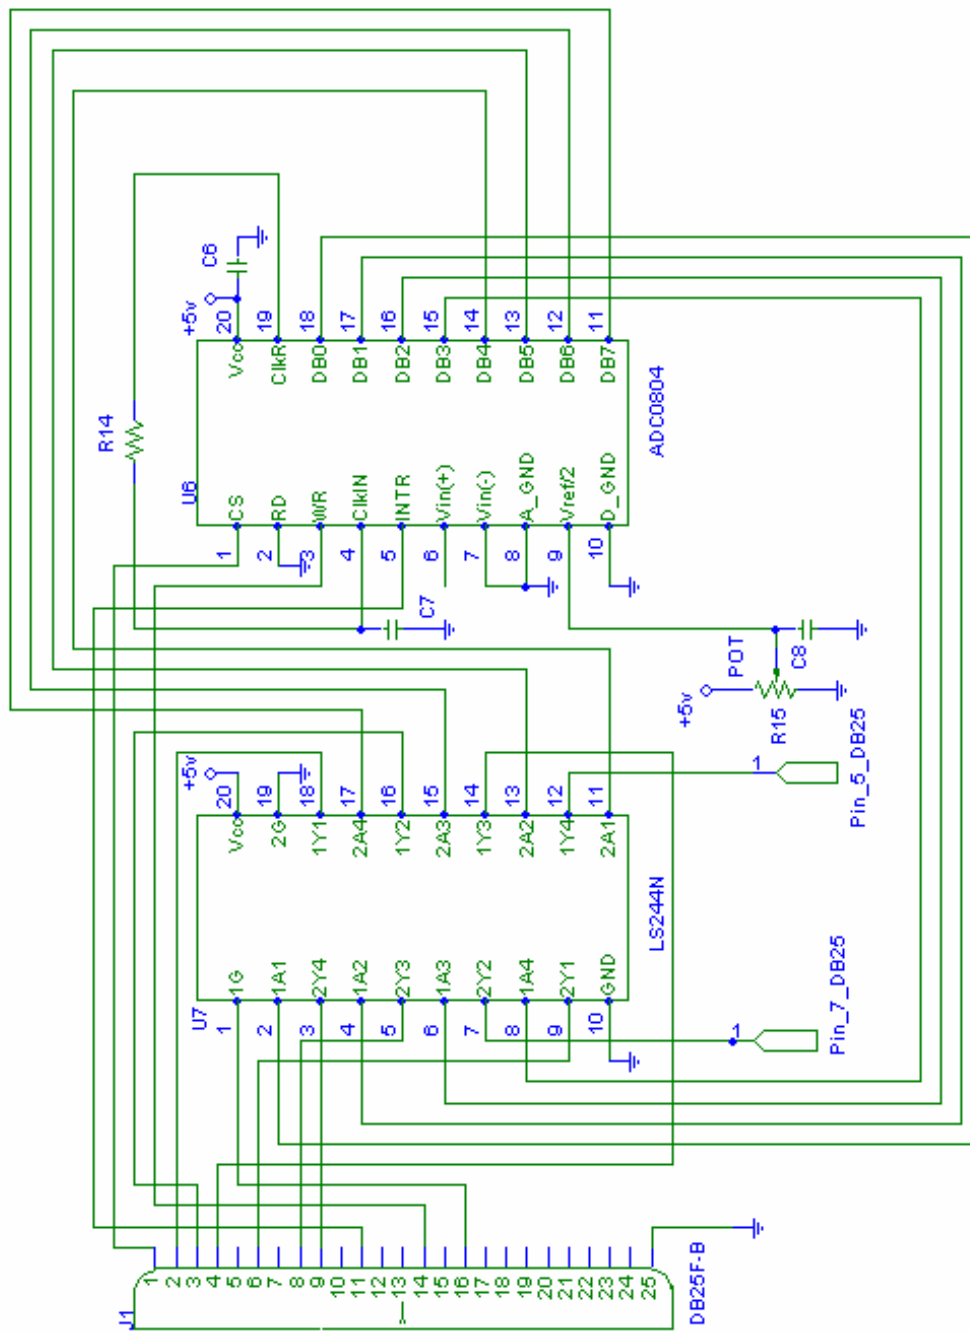 +5v
C6
20
19
18
17
16
15
14
13
12
11
Vcc
ClkR
DB0
DB1
DB2
DB3
DB4
DB5
DB6
DB7
R14
ADC0804
U6
CS
RD
WR
ClkIN
INTR
Vin(+)
Vin(-)
A_GND
Vref/2
D_GND
1
2
3
4
5
6
7
8
9
10
C7
POT
C8
+5v
R15
1
Pin_5_DB25
+5v
20
19
18
17
16
15
14
13
12
11
Vcc
2G
1Y1
2A4
1Y2
2A3
1Y3
2A2
1Y4
2A1
LS244N
U7
1G
1A1
2Y4
1A2
2Y3
1A3
2Y2
1A4
2Y1
GND
1
2
3
4
5
6
7
8
9
10
1
Pin_7_DB25
J1
1
2
3
4
5
6
7
8
9
10
11
12
13
14
15
16
17
18
19
20
21
22
23
24
25
DB25F-B